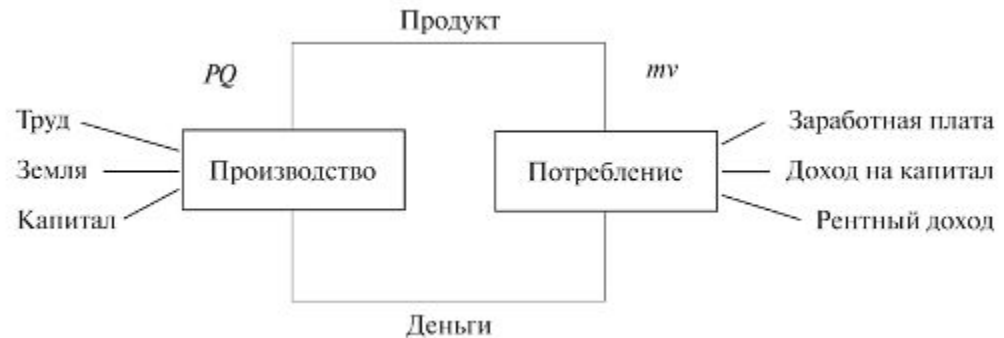 Продукт
PQ
mv
Труд
Заработная плата
Земля
Производство
Потребление
Доход на капитал
Капитал
Рентный доход
Деньги